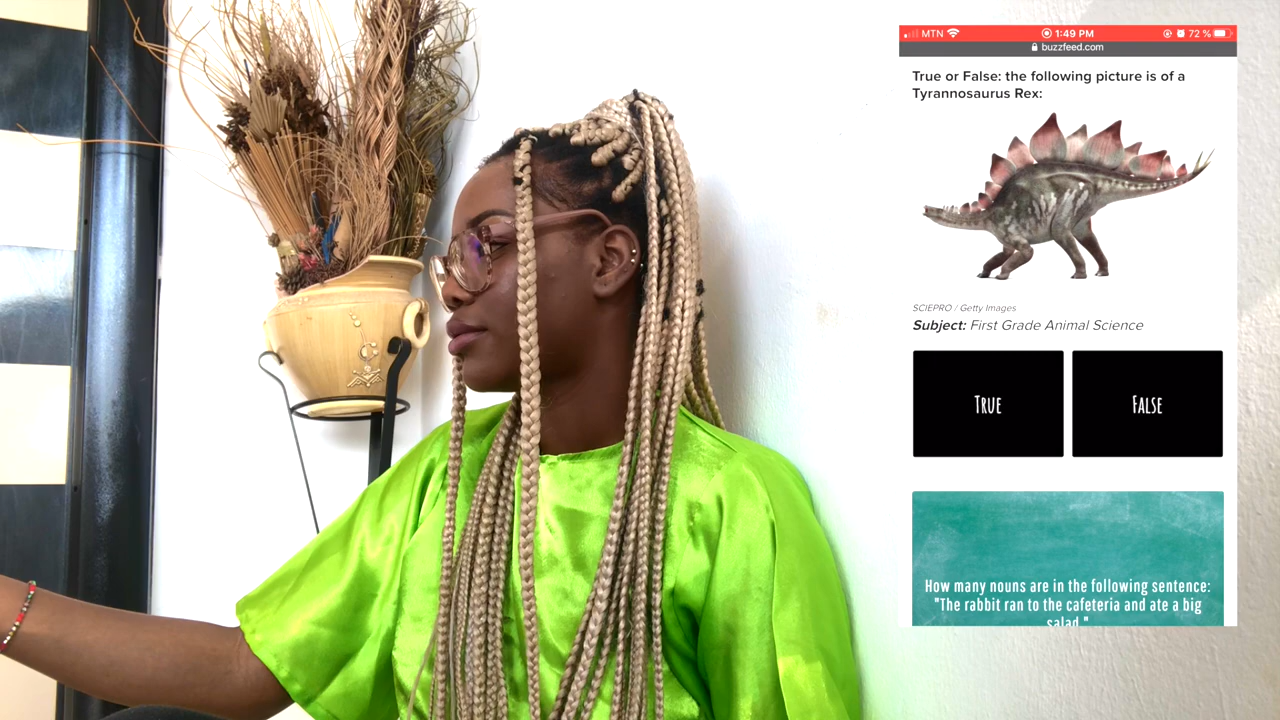 MTN 1:49 PM 72 %
buzzfeed.com
True or False: the following picture is of a
Tyrannosaurus Rex:
SCIEPRO / Getty Images
Subject: First Grade Animal Science
TRUE FALSE
How many nouns are in the following sentence:
"The rabbit ran to the cafeteria and ate a big
salad."